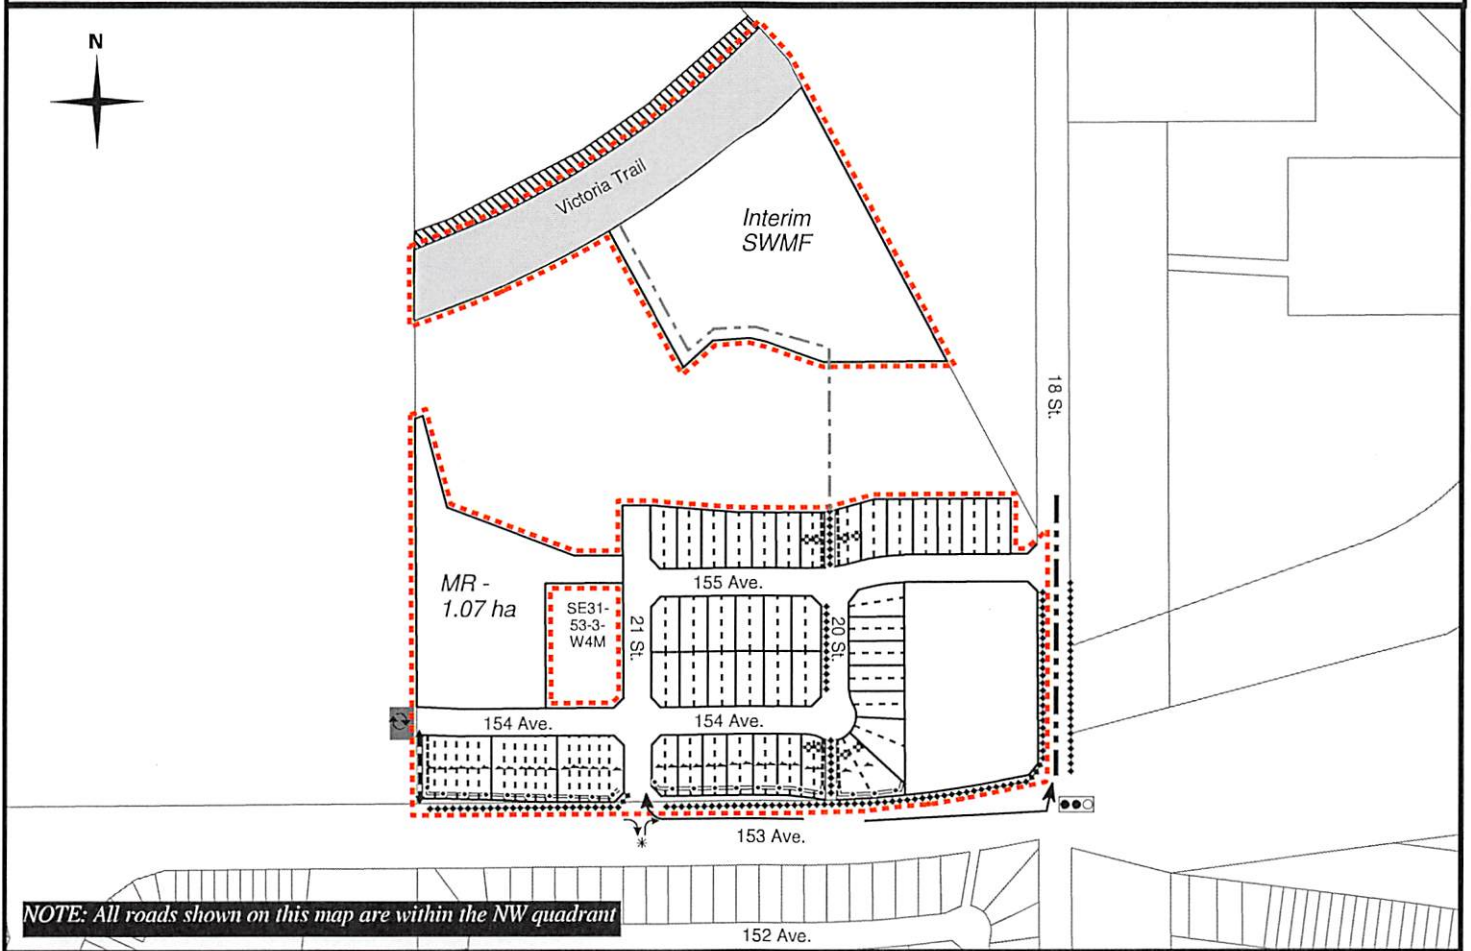 N
Victoria Trail
Interim
SWMF
18 St.
MR -
1.07 ha
SE31-
53-3-
W4M
155 Ave.
21 St.
20 St.
154 Ave.
154 Ave.
153 Ave.
NOTE: All roads shown on this map are within the NW quadrant
152 Ave.